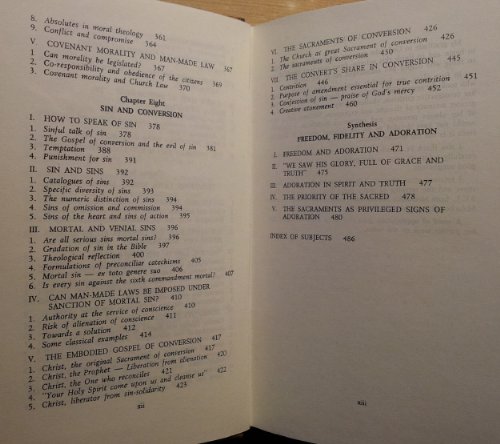 8. Absolutes in moral theology 361
9. Conflict and compromise 364
V. COVENANT MORALITY AND MAN-MADE LAW 367
1. Can morality be legislated? 367
2. Co-responsibility and obedience of the citizens 369
3. Covenant morality and Church Law 370
Chapter Eight
SIN AND CONVERSION
I. HOW TO SPEAK OF SIN 378
1. Sinful talk of sin 378
2. The Gospel of conversion and the evil of sin 381
3. Temptation 388
4. Punishment for sin 391
II. SIN AND SINS 392
1. Catalogues of sins 392
2. Specific diversity of sins 393
3. The numeric distinction of sins 394
4. Sins of omission and commission 394
5. Sins of the heart and sins of action 395
III. MORTAL AND VENIAL SINS 396
1. Are all serious sins mortal sins? 396
2. Gradation of sin in the Bible 397
3. Theological reflection 400
4. Formulations of preconciliar catechisms 405
5. Mortal sin — ex toto genere suo 406
6. Is every sin against the sixth commandment mortal? 407
IV. CAN MAN-MADE LAWS BE IMPOSED UNDER
SANCTION OF MORTAL SIN? 410
1. Authority at the service of conscience 410
2. Risk of alienation of conscience 411
3. Towards a solution 412
4. Some classical examples 414
V. THE EMBODIED GOSPEL OF CONVERSION 417
1. Christ, the original Sacrament of conversion 417
2. Christ, the Prophet — Liberation from alienation 420
3. Christ, the One who reconciles 421
4. "Your Holy Spirit come upon us and cleanse us" 422
5. Christ, liberator from sin-solidarity 423
xii
VI. THE SACRAMENTS OF CONVERSION 426
1. The Church as great Sacrament of conversion 426
2. The sacraments of conversion 430
VII. THE CONVERT'S SHARE IN CONVERSION 445
1. Contrition 446
2. Purpose of amendment essential for true contrition 451
3. Confession of sin — praise of God's mercy 452
4. Creative atonement 460
Synthesis
FREEDOM, FIDELITY AND ADORATION
I. FREEDOM AND ADORATION 471
II. "WE SAW HIS GLORY, FULL OF GRACE AND
TRUTH" 475
III. ADORATION IN SPIRIT AND TRUTH 477
IV. THE PRIORITY OF THE SACRED 478
V. THE SACRAMENTS AS PRIVILEGED SIGNS OF
ADORATION 480
INDEX OF SUBJECTS 486
xiii